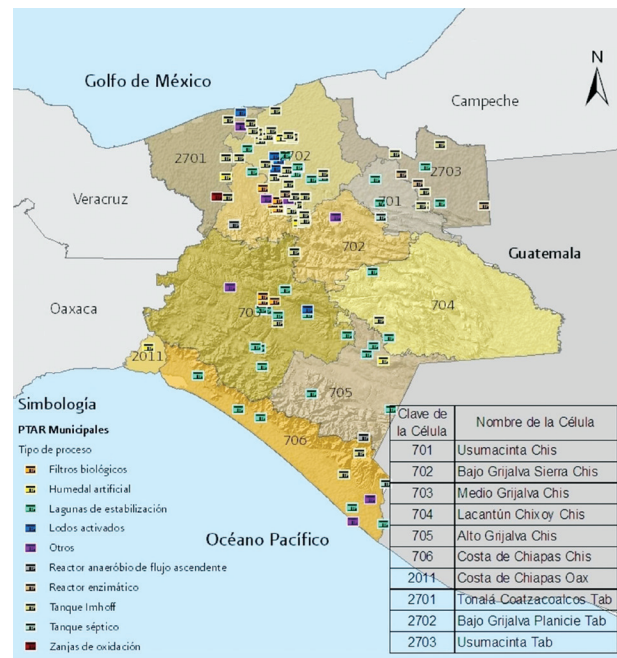 Golfo de México
N
Campeche
2701
2702
2703
701
Veracruz
702
Guatemala
Oaxaca
703
704
2011
705
706
Océano Pacífico
Simbología
PTAR Municipales
Tipo de proceso
Filtros biológicos
Humedal artificial
Lagunas de estabilización
Lodos activados
Otros
Reactor anaeróbio de flujo ascendente
Reactor enzimático
Tanque Imhoff
Tanque séptico
Zanjas de oxidación
Clave de la Célula Nombre de la Célula
701 Usumacinta Chis
702 Bajo Grijalva Sierra Chis
703 Medio Grijalva Chis
704 Lacantún Chixoy Chis
705 Alto Grijalva Chis
706 Costa de Chiapas Chis
2011 Costa de Chiapas Oax
2701 Tonalá Coatzacoalcos Tab
2702 Bajo Grijalva Planicie Tab
2703 Usumacinta Tab